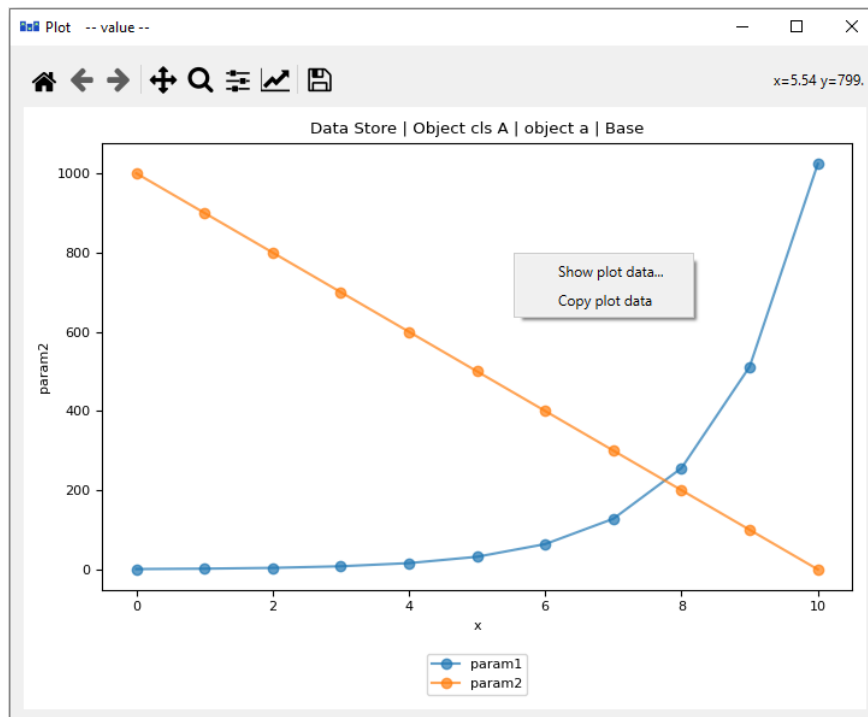 Plot -- value --
x=5.54 y=799.
Data Store | Object cls A | object a | Base
1000
800
600
400
200
0
param2
Show plot data...
Copy plot data
0 2 4 6 8 10
x
param1
param2